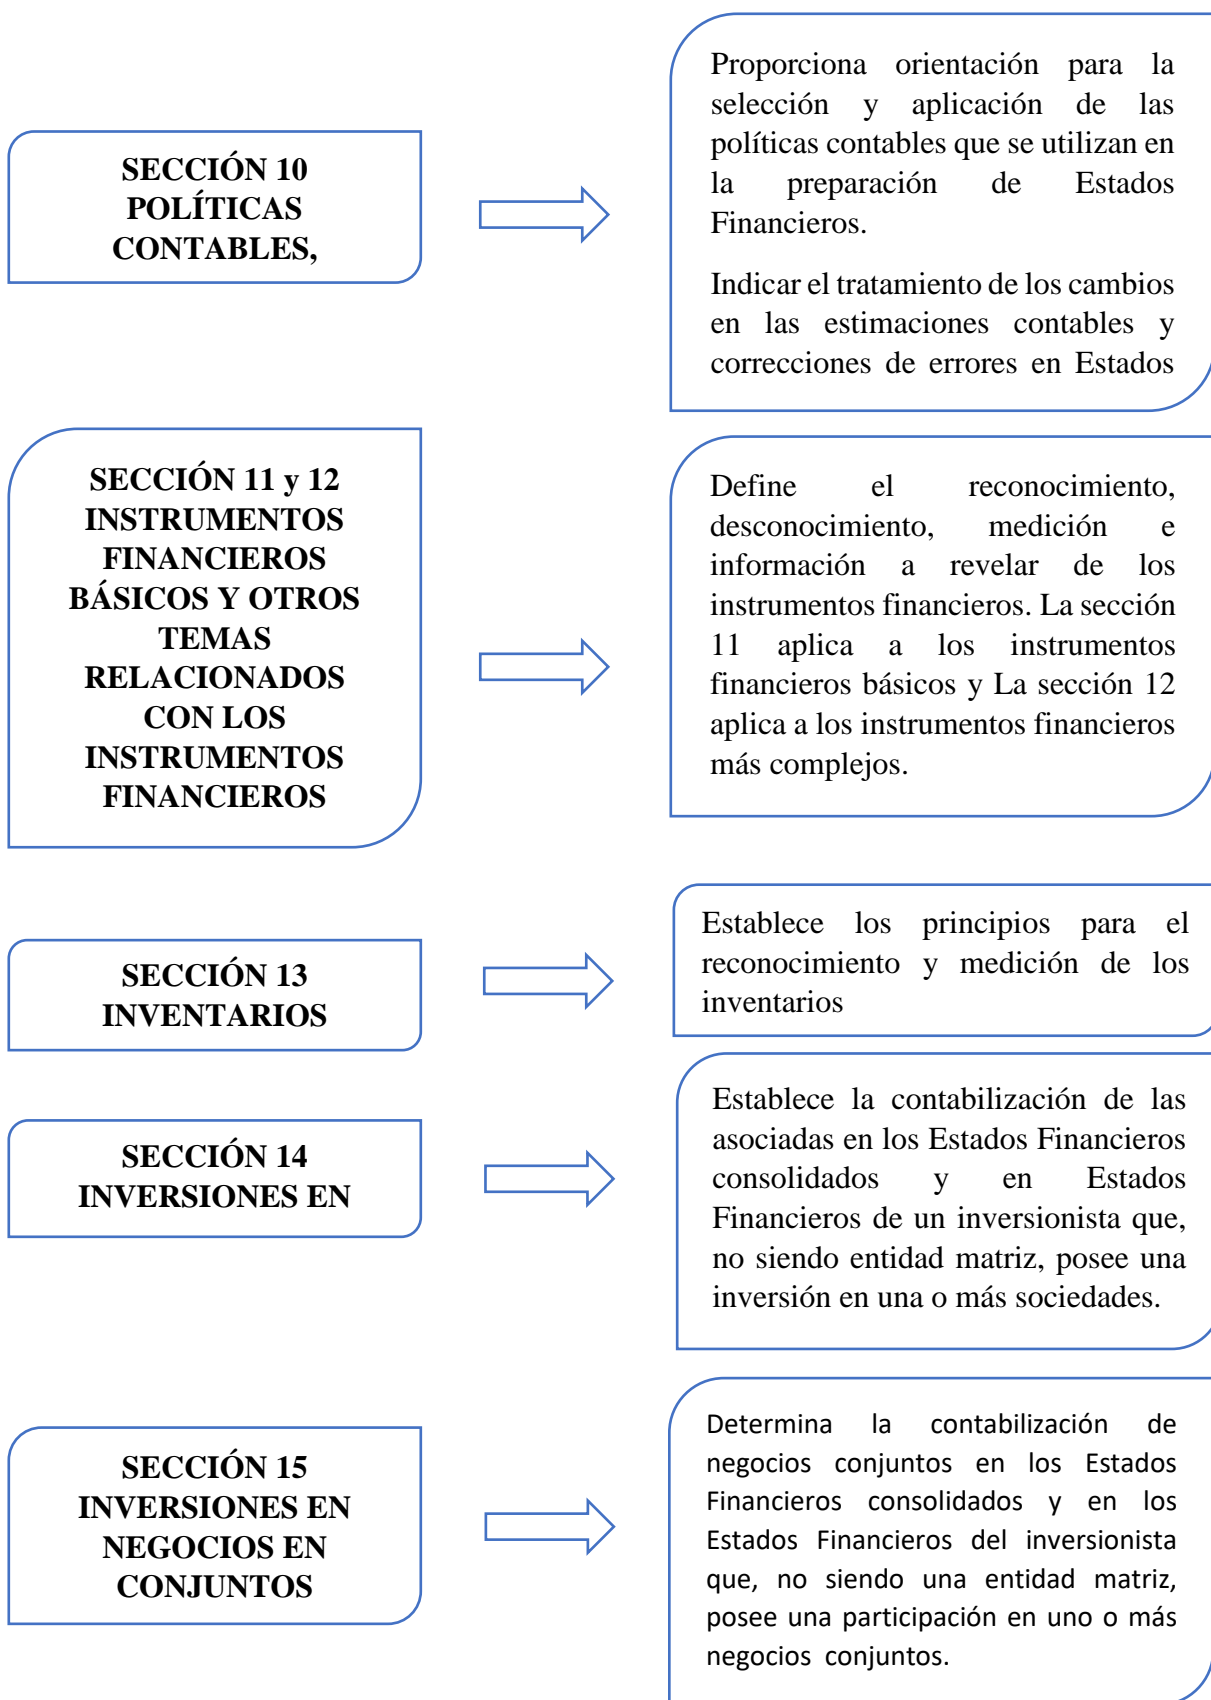 SECCIÓN 10
POLÍTICAS
CONTABLES,
Proporciona orientación para la
selección y aplicación de las
políticas contables que se utilizan en
la preparación de Estados
Financieros.
Indicar el tratamiento de los cambios
en las estimaciones contables y
correcciones de errores en Estados
SECCIÓN 11 y 12
INSTRUMENTOS
FINANCIEROS
BÁSICOS Y OTROS
TEMAS
RELACIONADOS
CON LOS
INSTRUMENTOS
FINANCIEROS
Define el reconocimiento,
desconocimiento, medición e
información a revelar de los
instrumentos financieros. La sección
11 aplica a los instrumentos
financieros básicos y La sección 12
aplica a los instrumentos financieros
más complejos.
SECCIÓN 13
INVENTARIOS
Establece los principios para el
reconocimiento y medición de los
inventarios
SECCIÓN 14
INVERSIONES EN
Establece la contabilización de las
asociadas en los Estados Financieros
consolidados y en Estados
Financieros de un inversionista que,
no siendo entidad matriz, posee una
inversión en una o más sociedades.
SECCIÓN 15
INVERSIONES EN
NEGOCIOS EN
CONJUNTOS
Determina la contabilización de
negocios conjuntos en los Estados
Financieros consolidados y en los
Estados Financieros del inversionista
que, no siendo una entidad matriz,
posee una participación en uno o más
negocios conjuntos.